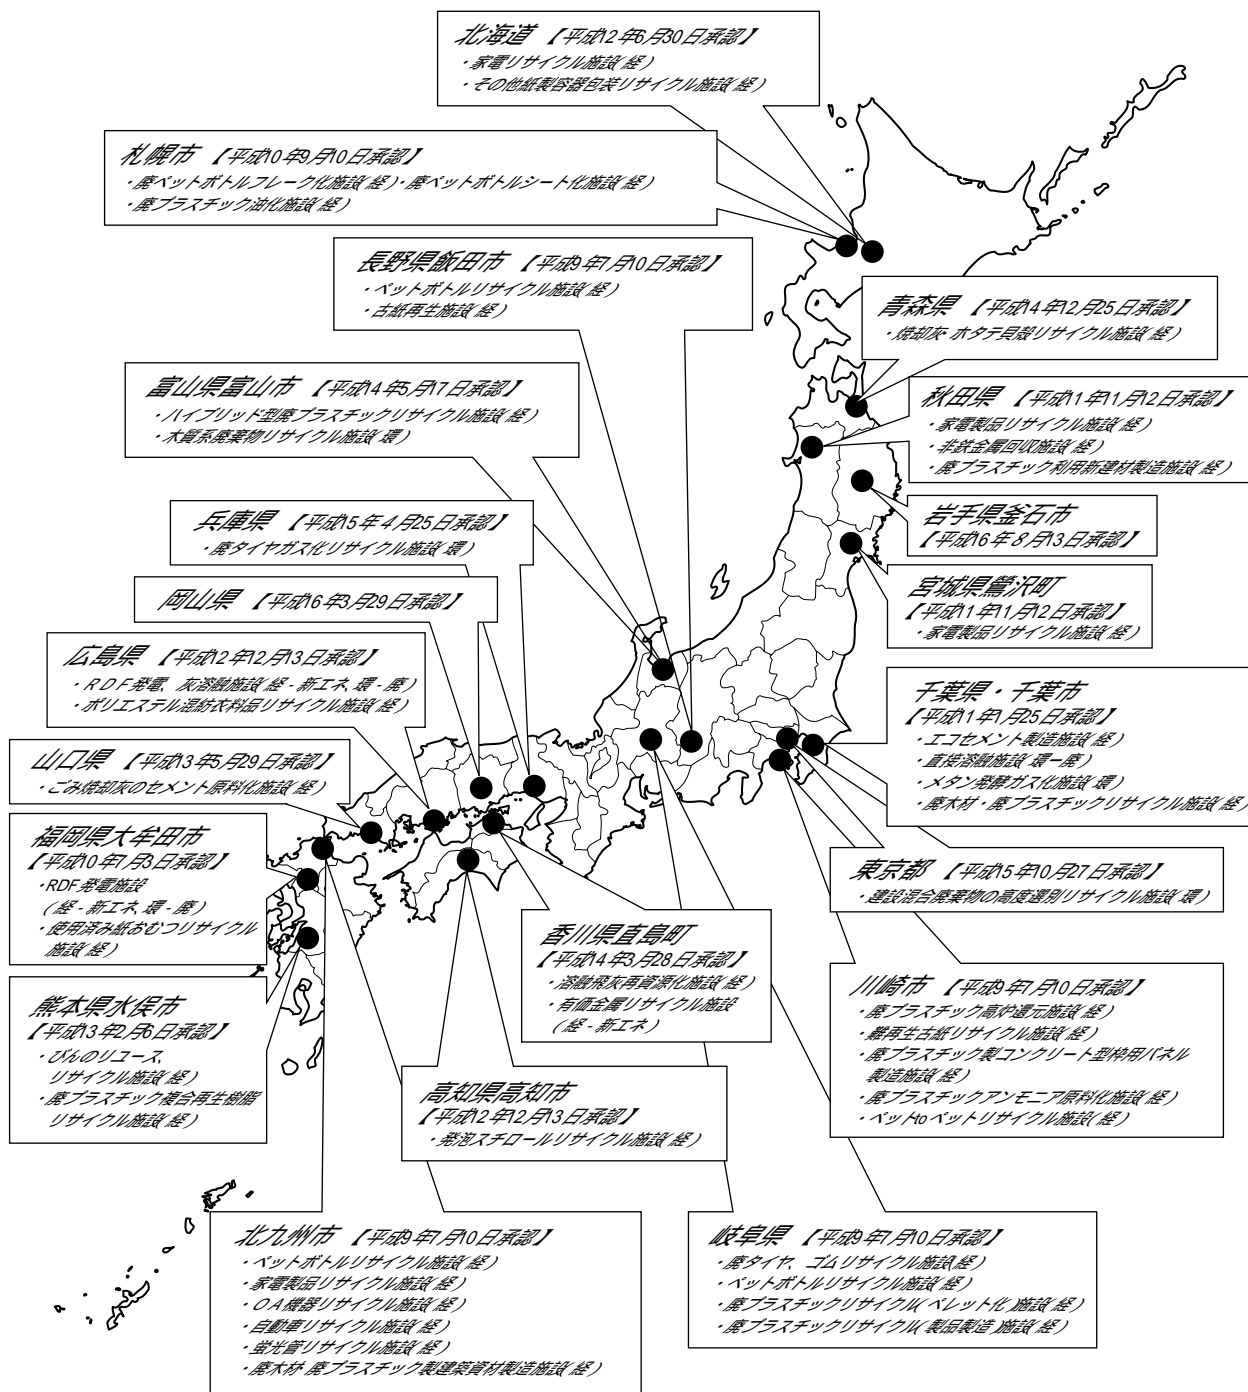 北海道 【平成12年6月30日承認】
・家電リサイクル施設(経)
・その他紙製容器包装リサイクル施設(経)
札幌市 【平成10年9月10日承認】
・廃ペットボトルフレーク化施設(経)・廃ペットボトルシート化施設(経)
・廃プラスチック油化施設(経)
長野県飯田市 【平成9年7月10日承認】
・ペットボトルリサイクル施設(経)
・古紙再生施設(経)
青森県 【平成14年12月25日承認】
・焼却灰・ホタテ貝殻リサイクル施設(経)
富山県富山市 【平成14年5月17日承認】
・ハイブリッド型廃プラスチックリサイクル施設(経)
・木質系廃棄物リサイクル施設(環)
秋田県 【平成11年11月12日承認】
・家電製品リサイクル施設(経)
・非鉄金属回収施設(経)
・廃プラスチック利用新建材製造施設(経)
兵庫県 【平成15年4月25日承認】
・廃タイヤガス化リサイクル施設(環)
岩手県釜石市
【平成16年8月13日承認】
岡山県 【平成16年3月29日承認】
宮城県鶯沢町
【平成11年11月12日承認】
・家電製品リサイクル施設(経)
広島県 【平成12年12月13日承認】
・RDF発電、灰溶融施設(経-新エネ、環-廃)
・ポリエステル混紡衣料品リサイクル施設(経)
千葉県・千葉市
【平成11年1月25日承認】
・エコセメント製造施設(経)
・直接溶融施設(環ー廃)
・メタン発酵ガス化施設(環)
・廃木材・廃プラスチックリサイクル施設(経)
山口県 【平成13年5月29日承認】
・ごみ焼却灰のセメント原料化施設(経)
福岡県大牟田市
【平成10年7月3日承認】
・RDF発電施設
(経-新エネ、環-廃)
・使用済み紙おむつリサイクル
施設(経)
東京都 【平成15年10月27日承認】
・建設混合廃棄物の高度選別リサイクル施設(環)
香川県直島町
【平成14年3月28日承認】
・溶融飛灰再資源化施設(経)
・有価金属リサイクル施設
(経-新エネ)
川崎市 【平成9年7月10日承認】
・廃プラスチック高炉還元施設(経)
・難再生古紙リサイクル施設(経)
・廃プラスチック製コンクリート型枠用パネル
製造施設(経)
・廃プラスチックアンモニア原料化施設(経)
・ペットtoペットリサイクル施設(経)
熊本県水俣市
【平成13年2月6日承認】
・びんのリユース、
リサイクル施設(経)
・廃プラスチック複合再生樹脂
リサイクル施設(経)
高知県高知市
【平成12年12月13日承認】
・発泡スチロールリサイクル施設(経)
北九州市 【平成9年7月10日承認】
・ペットボトルリサイクル施設(経)
・家電製品リサイクル施設(経)
・OA機器リサイクル施設(経)
・自動車リサイクル施設(経)
・蛍光管リサイクル施設(経)
・廃木材・廃プラスチック製建築資材製造施設(経)
岐阜県 【平成9年7月10日承認】
・廃タイヤ、ゴムリサイクル施設(経)
・ペットボトルリサイクル施設(経)
・廃プラスチックリサイクル(ペレット化)施設(経)
・廃プラスチックリサイクル(製品製造)施設(経)